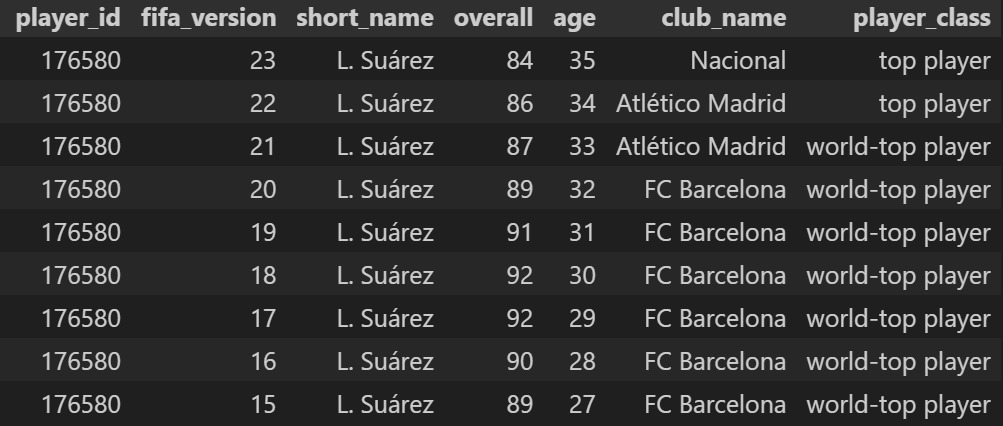 player_id fifa_version short_name overall age club_name player_class
176580 23 L. Suárez 84 35 Nacional top player
176580 22 L. Suárez 86 34 Atlético Madrid top player
176580 21 L. Suárez 87 33 Atlético Madrid world-top player
176580 20 L. Suárez 89 32 FC Barcelona world-top player
176580 19 L. Suárez 91 31 FC Barcelona world-top player
176580 18 L. Suárez 92 30 FC Barcelona world-top player
176580 17 L. Suárez 92 29 FC Barcelona world-top player
176580 16 L. Suárez 90 28 FC Barcelona world-top player
176580 15 L. Suárez 89 27 FC Barcelona world-top player